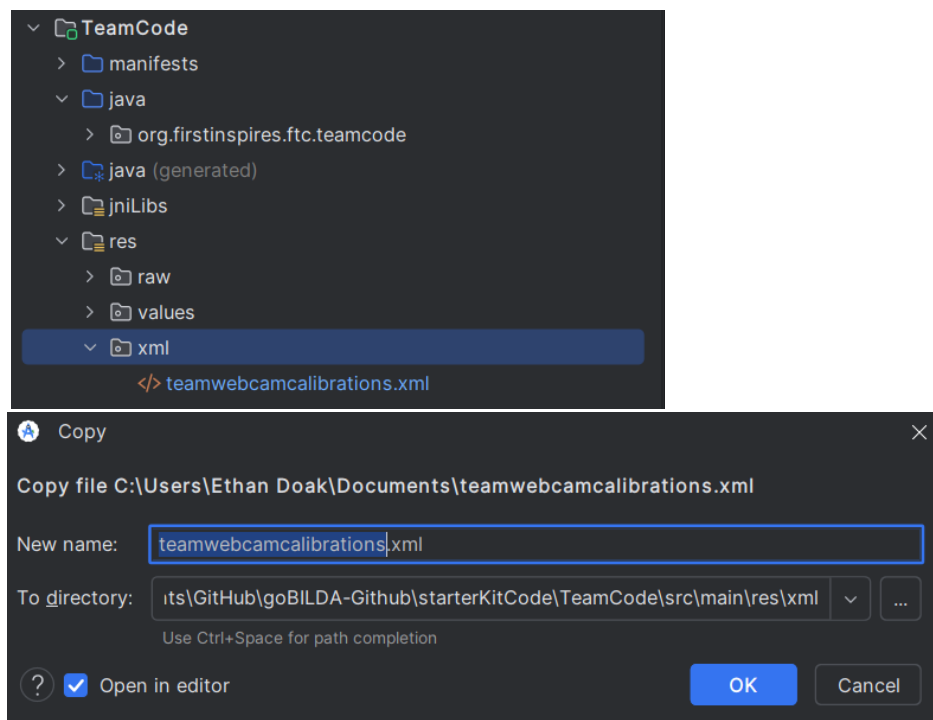 TeamCode
manifests
java
org.firstinspires.ftc.teamcode
java (generated)
jniLibs
res
raw
values
xml
</> teamwebcamcalibrations.xml
Copy
Copy file C:\Users\Ethan Doak\Documents\teamwebcamcalibrations.xml
New name: teamwebcamcalibrations.xml
To directory: ıts\GitHub\goBILDA-Github\starterKitCode\TeamCode\src\main\res\xml ...
Use Ctrl+Space for path completion
? Open in editor OK Cancel